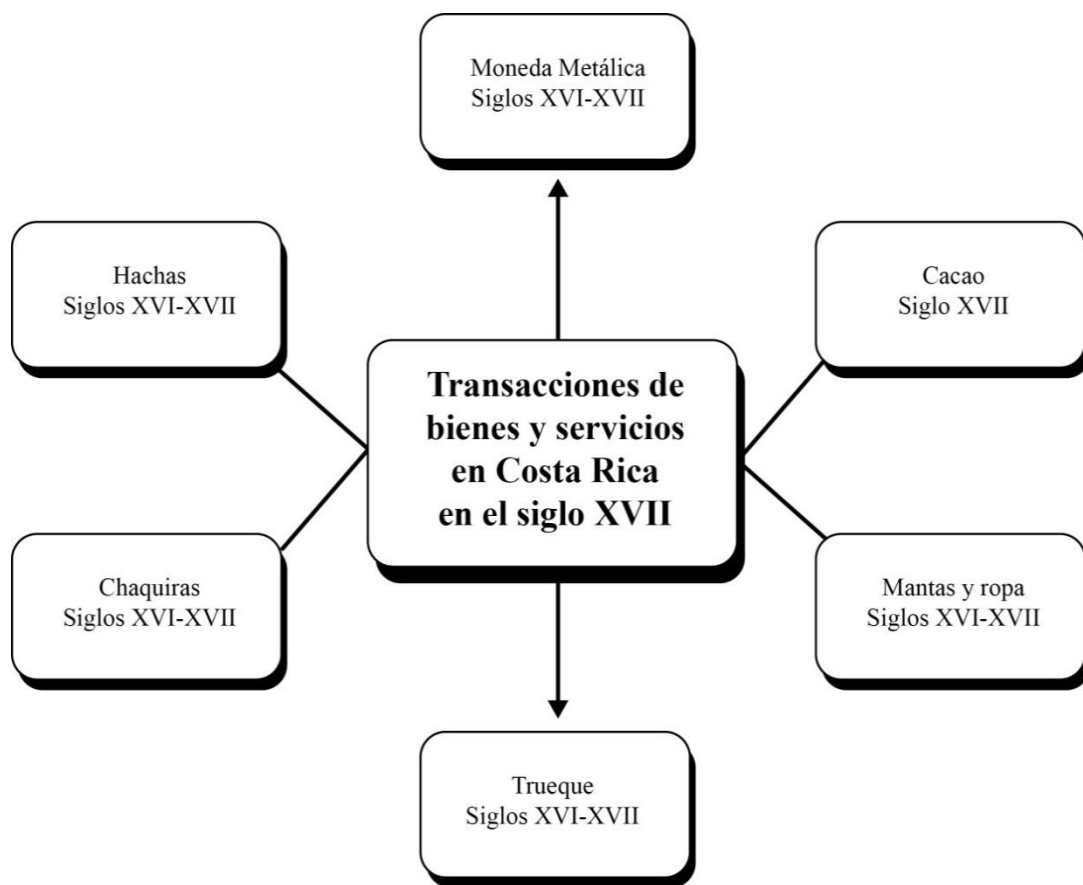 Moneda Metálica
Siglos XVI-XVII
Hachas
Siglos XVI-XVII
Cacao
Siglo XVII
Transacciones de
bienes y servicios
en Costa Rica
en el siglo XVII
Chaquiras
Siglos XVI-XVII
Mantas y ropa
Siglos XVI-XVII
Trueque
Siglos XVI-XVII